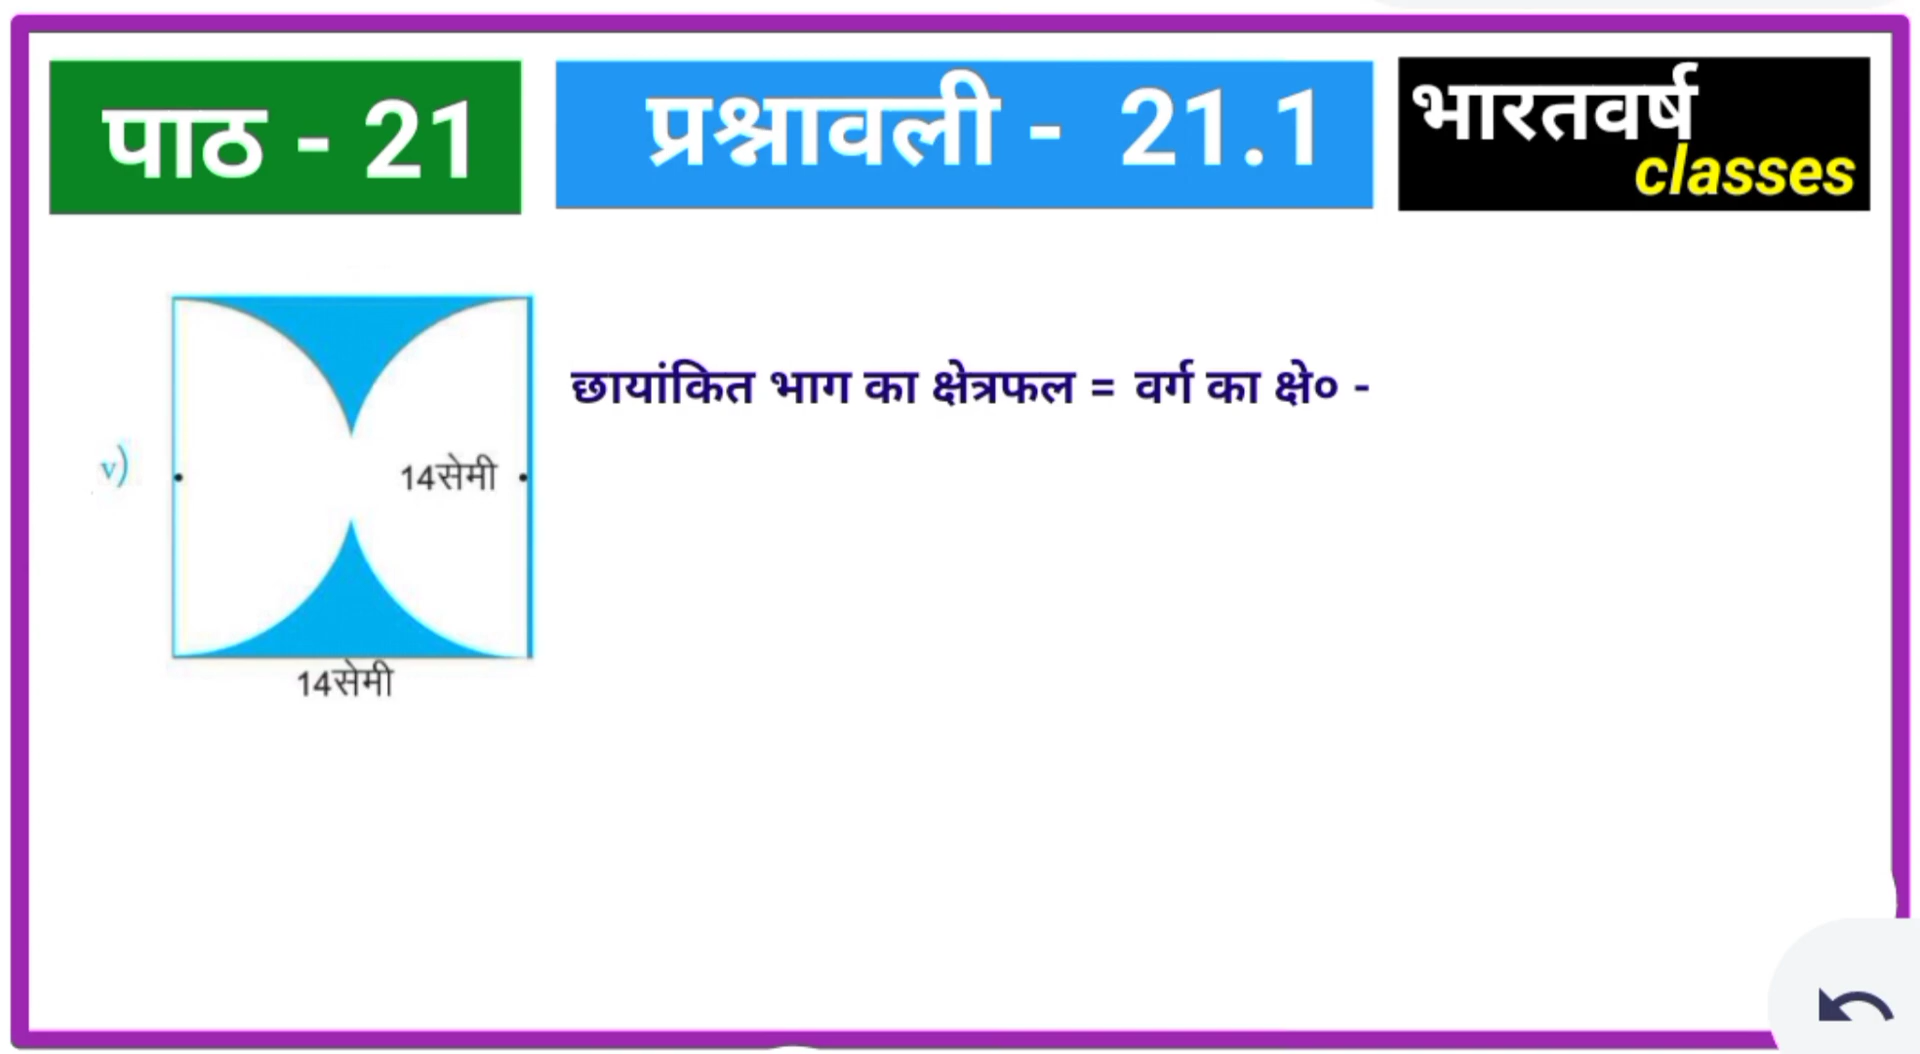 पाठ - 21
प्रश्नावली - 21.1
भारतवर्ष
classes
छायांकित भाग का क्षेत्रफल = वर्ग का क्षे० -
v)
14सेमी
14सेमी